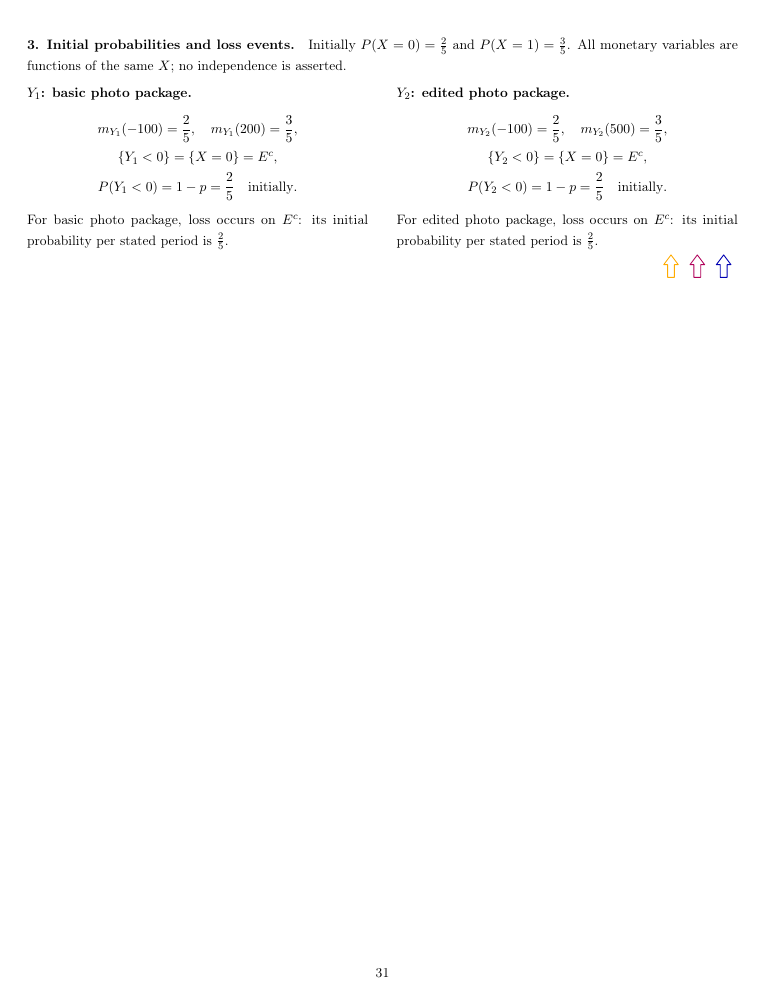 3. Initial probabilities and loss events. Initially P(X = 0) = 2/5 and P(X = 1) = 3/5. All monetary variables are
functions of the same X; no independence is asserted.
Y₁: basic photo package.
m_{Y₁}(−100) = 2/5, m_{Y₁}(200) = 3/5,
{Y₁ < 0} = {X = 0} = Eᶜ,
P(Y₁ < 0) = 1 − p = 2/5 initially.
For basic photo package, loss occurs on Eᶜ: its initial
probability per stated period is 2/5.
Y₂: edited photo package.
m_{Y₂}(−100) = 2/5, m_{Y₂}(500) = 3/5,
{Y₂ < 0} = {X = 0} = Eᶜ,
P(Y₂ < 0) = 1 − p = 2/5 initially.
For edited photo package, loss occurs on Eᶜ: its initial
probability per stated period is 2/5.
31